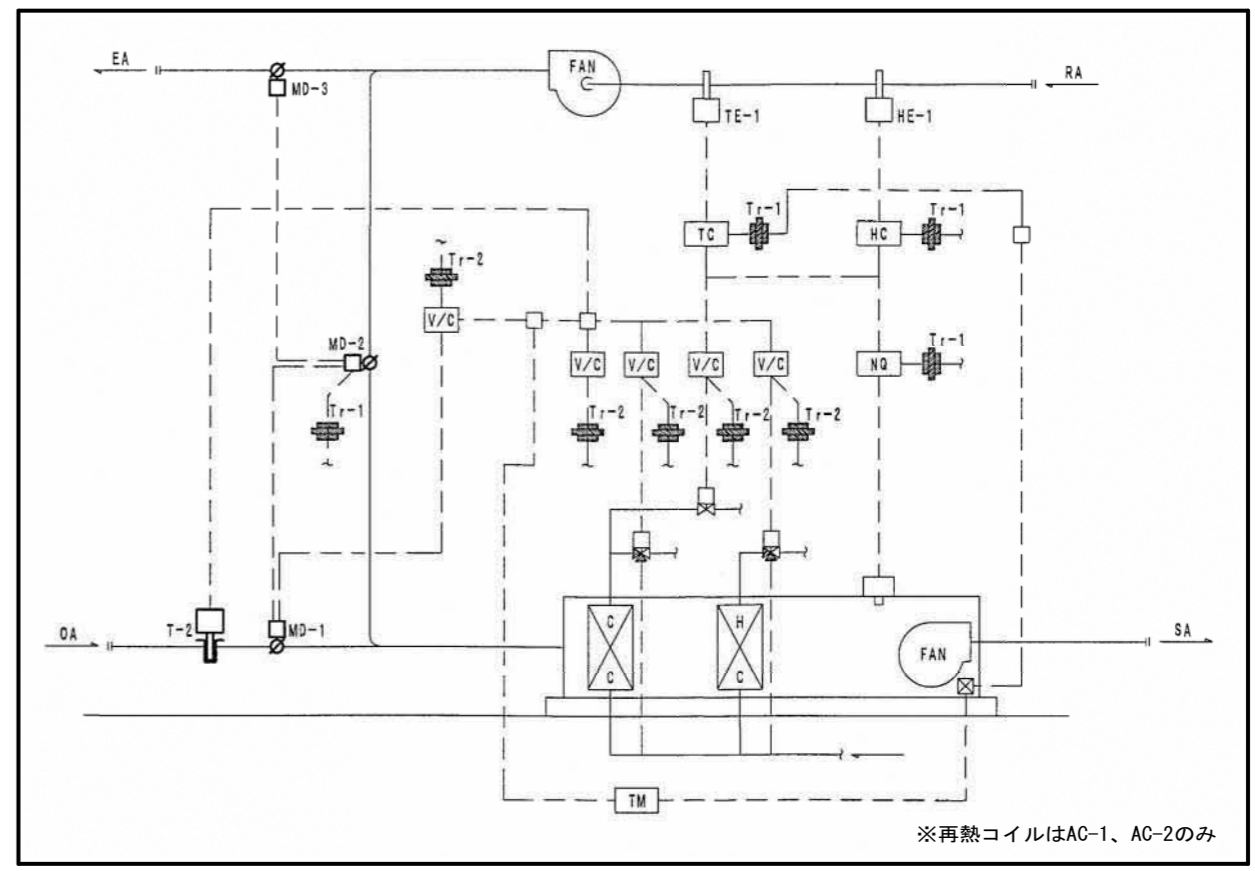 EA
FAN
RA
MD-3
TE-1
HE-1
Tr-1
Tr-1
TC
HC
Tr-2
V/C
MD-2
Tr-1
V/C
V/C
V/C
V/C
NQ
Tr-1
Tr-2
Tr-2
Tr-2
Tr-2
T-2
MD-1
OA
C
C
H
C
FAN
SA
TM
※再熱コイルはAC-1、AC-2のみ